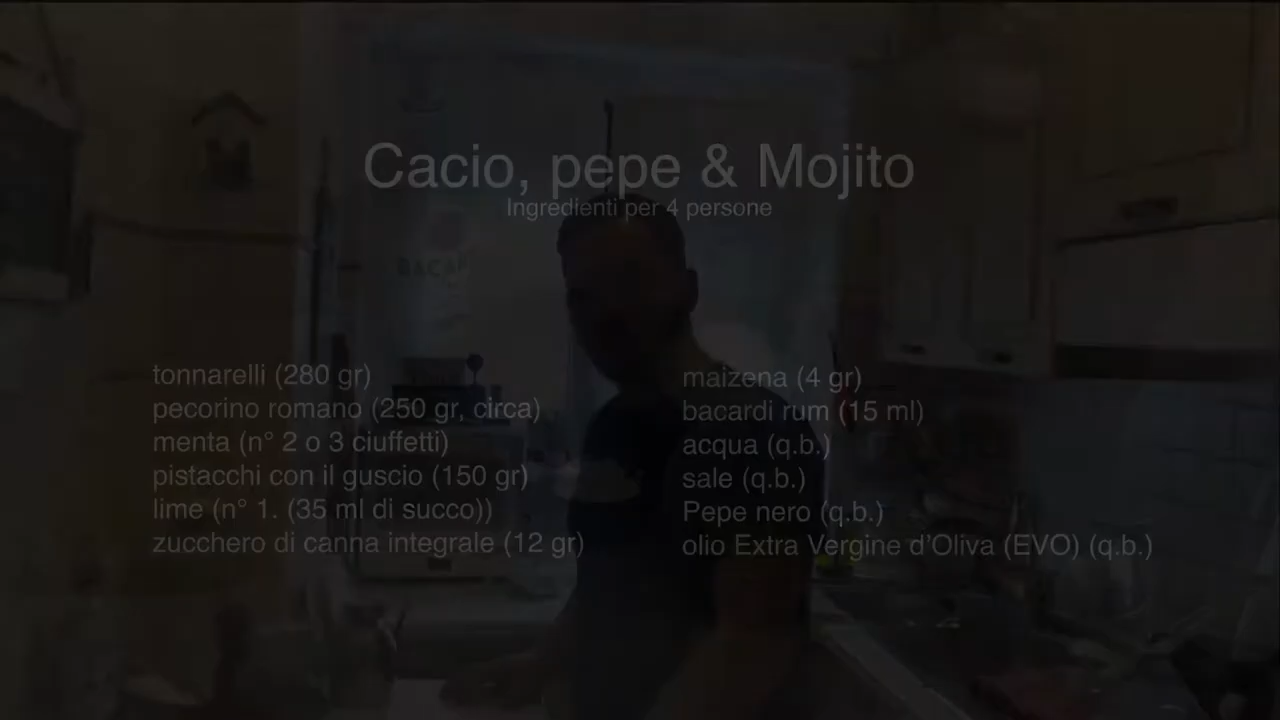 Cacio, pepe & Mojito
Ingredienti per 4 persone
tonnarelli (280 gr)
pecorino romano (250 gr, circa)
menta (n° 2 o 3 ciuffetti)
pistacchi con il guscio (150 gr)
lime (n° 1. (35 ml di succo))
zucchero di canna integrale (12 gr)
maizena (4 gr)
bacardi rum (15 ml)
acqua (q.b.)
sale (q.b.)
Pepe nero (q.b.)
olio Extra Vergine d’Oliva (EVO) (q.b.)